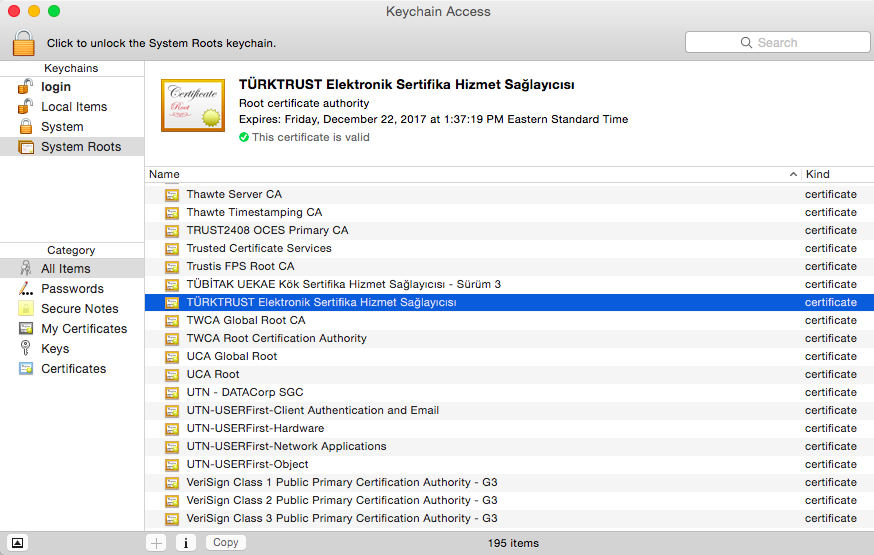 Keychain Access
Click to unlock the System Roots keychain.
Search
Keychains
login
Local Items
System
System Roots
Category
All Items
Passwords
Secure Notes
My Certificates
Keys
Certificates
Certificate
Root
TÜRKTRUST Elektronik Sertifika Hizmet Sağlayıcısı
Root certificate authority
Expires: Friday, December 22, 2017 at 1:37:19 PM Eastern Standard Time
This certificate is valid
Name Kind
Thawte Server CA certificate
Thawte Timestamping CA certificate
TRUST2408 OCES Primary CA certificate
Trusted Certificate Services certificate
Trustis FPS Root CA certificate
TÜBİTAK UEKAE Kök Sertifika Hizmet Sağlayıcısı - Sürüm 3 certificate
TÜRKTRUST Elektronik Sertifika Hizmet Sağlayıcısı certificate
TWCA Global Root CA certificate
TWCA Root Certification Authority certificate
UCA Global Root certificate
UCA Root certificate
UTN - DATACorp SGC certificate
UTN-USERFirst-Client Authentication and Email certificate
UTN-USERFirst-Hardware certificate
UTN-USERFirst-Network Applications certificate
UTN-USERFirst-Object certificate
VeriSign Class 1 Public Primary Certification Authority - G3 certificate
VeriSign Class 2 Public Primary Certification Authority - G3 certificate
VeriSign Class 3 Public Primary Certification Authority - G3 certificate
+ i Copy 195 items